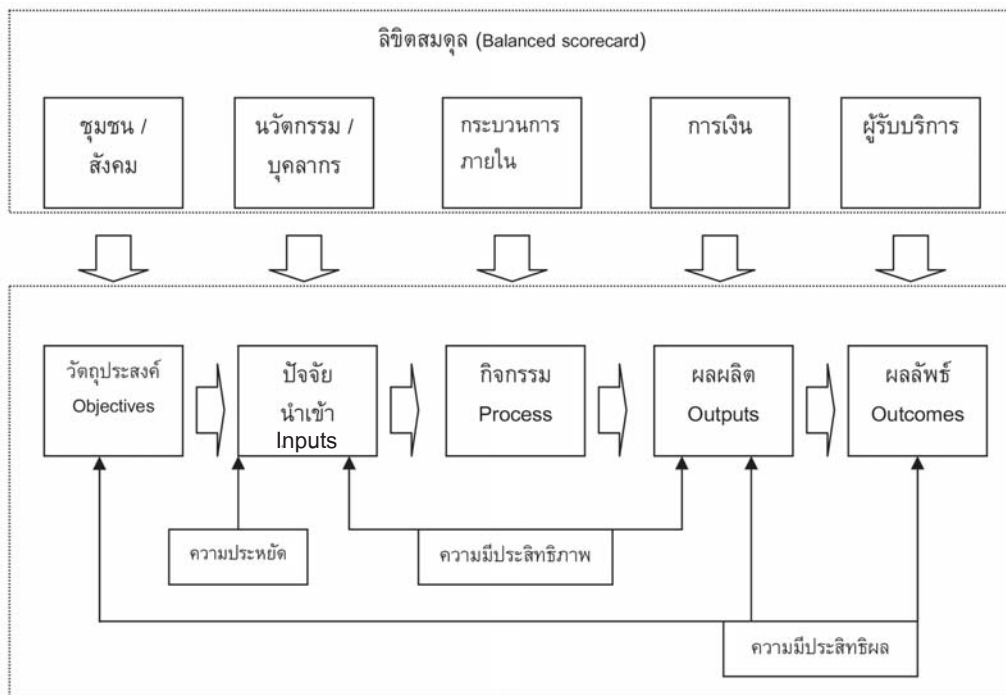 ลิขิตสมดุล (Balanced scorecard)
ชุมชน /
สังคม
นวัตกรรม /
บุคลากร
กระบวนการ
ภายใน
การเงิน
ผู้รับบริการ
วัตถุประสงค์
Objectives
ปัจจัย
นำเข้า
Inputs
กิจกรรม
Process
ผลผลิต
Outputs
ผลลัพธ์
Outcomes
ความประหยัด
ความมีประสิทธิภาพ
ความมีประสิทธิผล